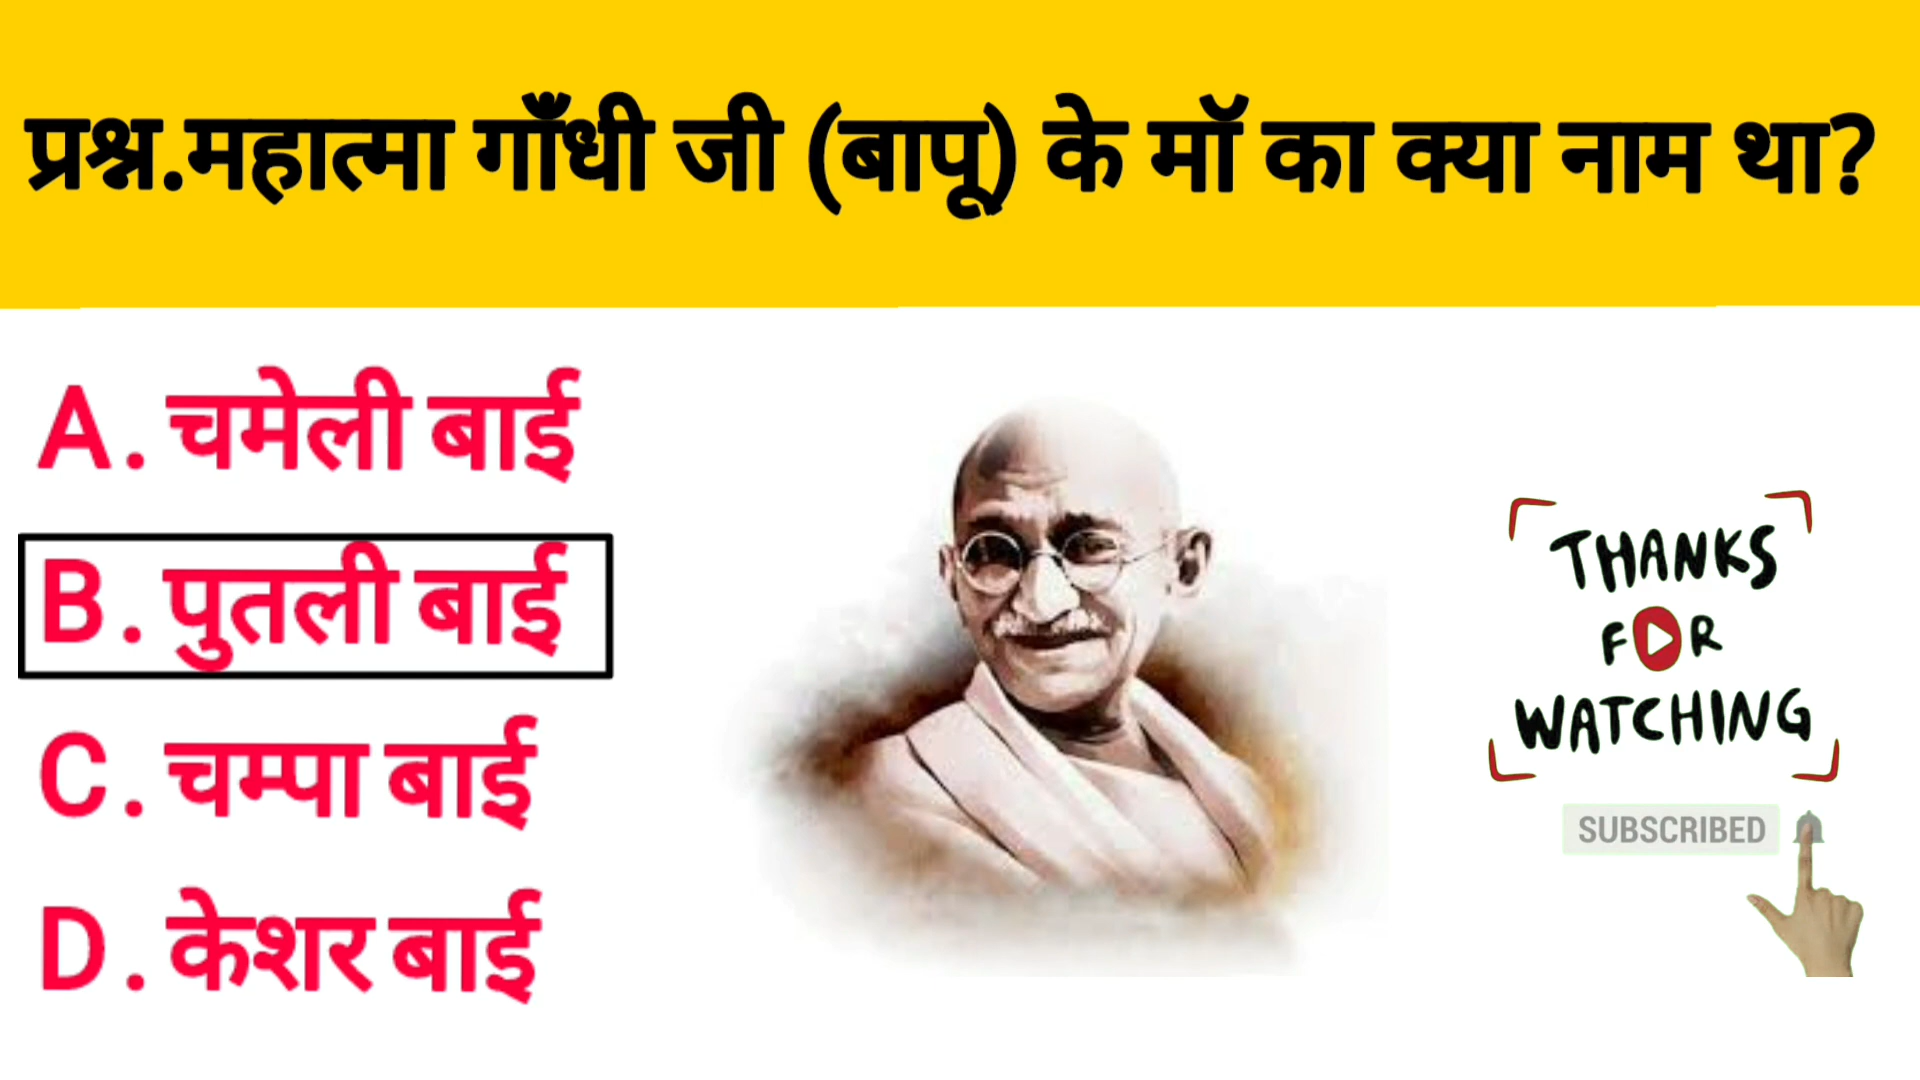 प्रश्न.महात्मा गाँधी जी (बापू) के मॉ का क्या नाम था?
A. चमेली बाई
B. पुतली बाई
C. चम्पा बाई
D. केशर बाई
THANKS
FOR
WATCHING
SUBSCRIBED